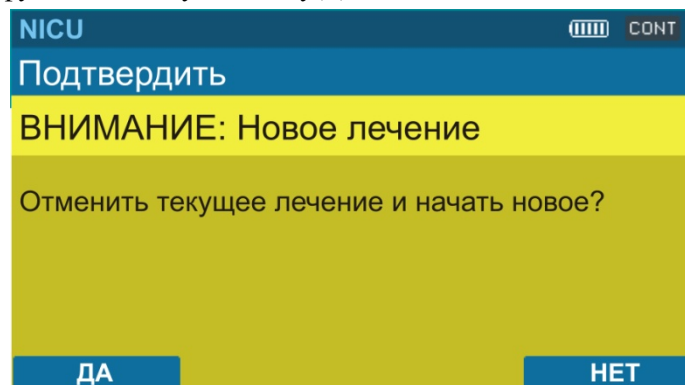 NICU CONT
Подтвердить
ВНИМАНИЕ: Новое лечение
Отменить текущее лечение и начать новое?
ДА НЕТ